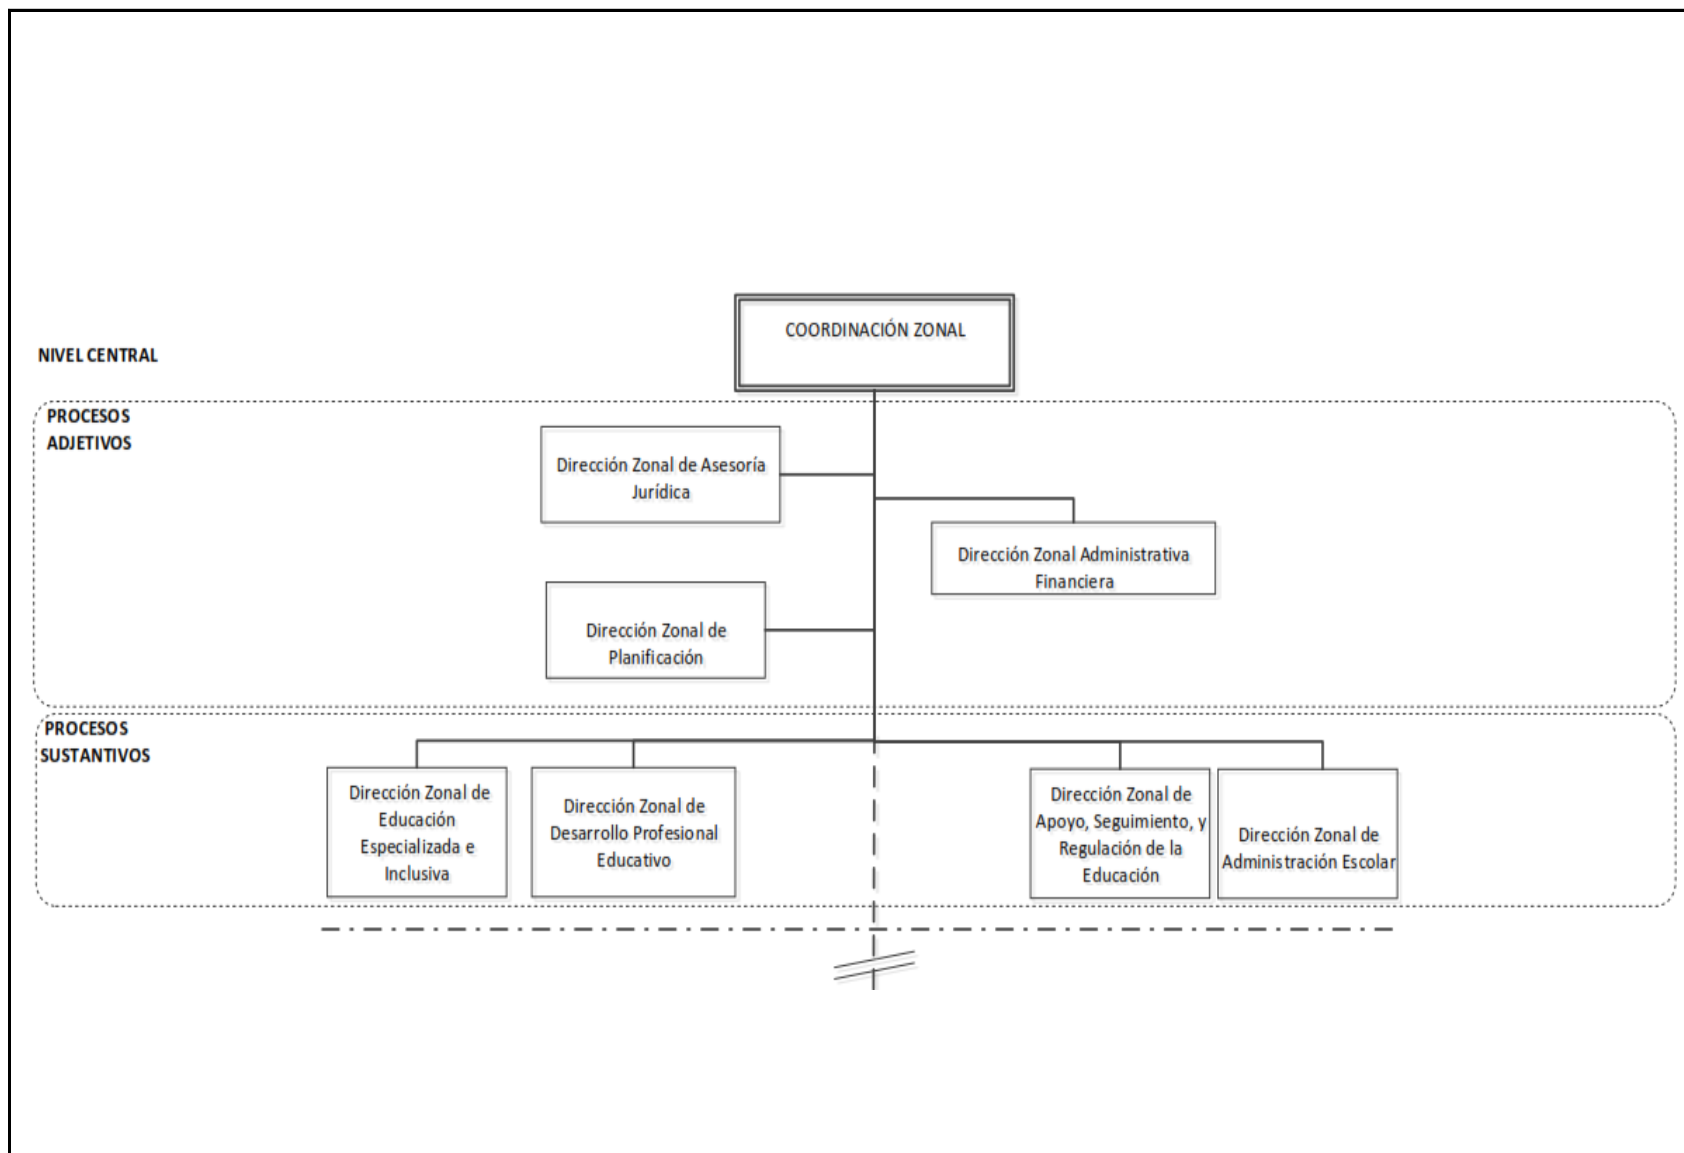 COORDINACIÓN ZONAL
NIVEL CENTRAL
PROCESOS
ADJETIVOS
Dirección Zonal de Asesoría
Jurídica
Dirección Zonal Administrativa
Financiera
Dirección Zonal de
Planificación
PROCESOS
SUSTANTIVOS
Dirección Zonal de
Educación
Especializada e
Inclusiva
Dirección Zonal de
Desarrollo Profesional
Educativo
Dirección Zonal de
Apoyo, Seguimiento, y
Regulación de la
Educación
Dirección Zonal de
Administración Escolar